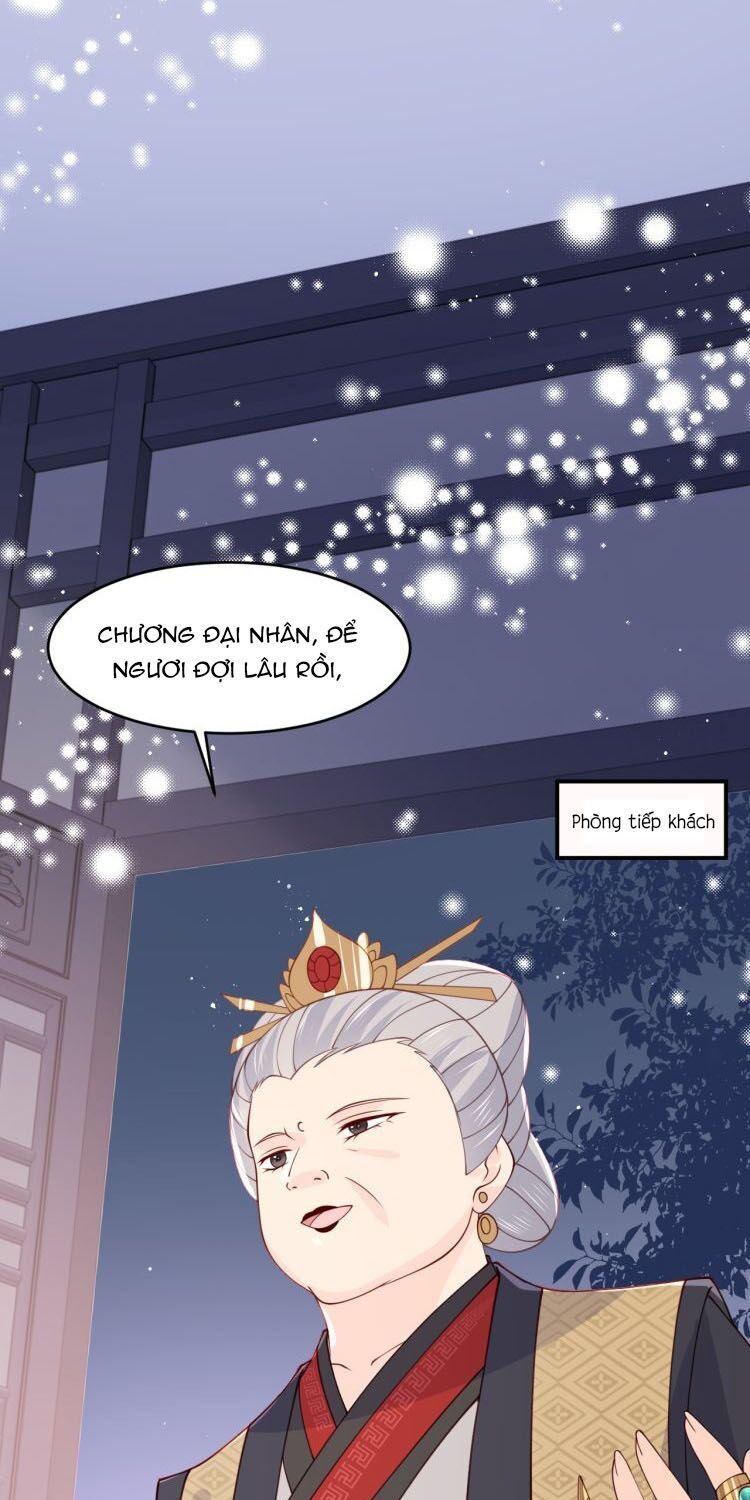 CHƯƠNG ĐẠI NHÂN, ĐỂ
NGƯƠI ĐỢI LÂU RỒI,
Phòng tiếp khách